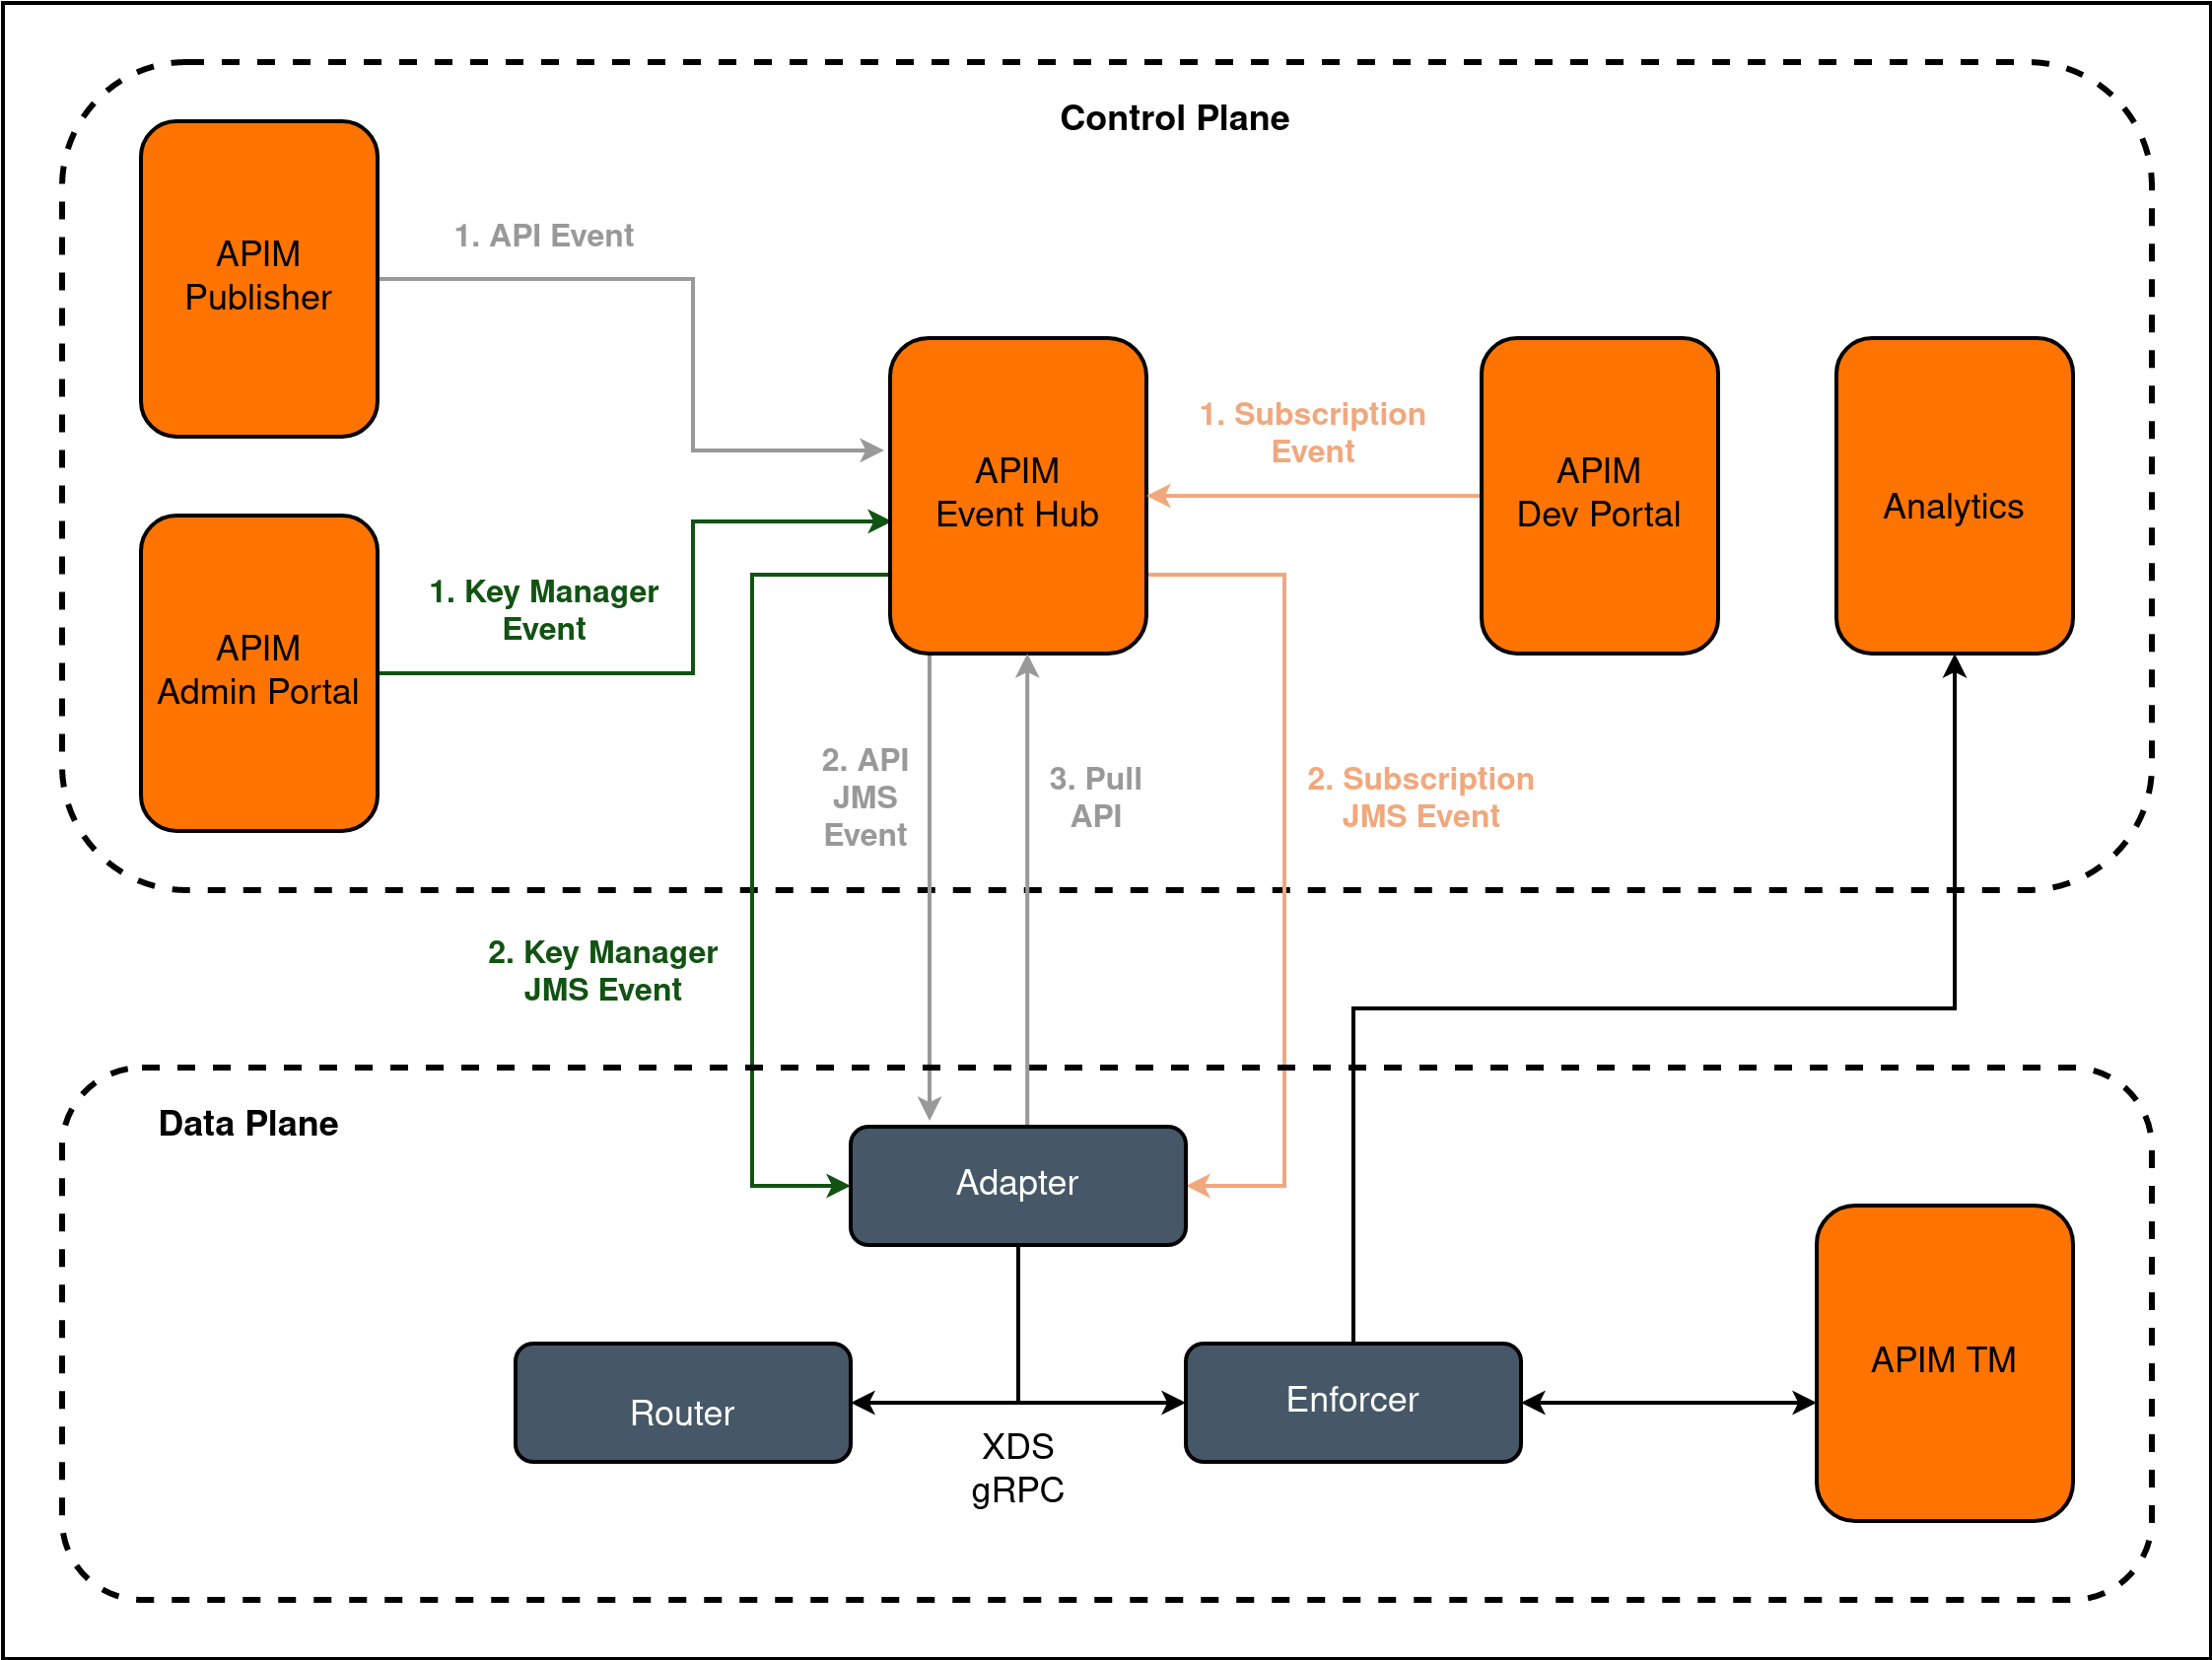 Control Plane
APIM
Publisher
1. API Event
APIM
Admin Portal
1. Key Manager
Event
APIM
Event Hub
1. Subscription
Event
APIM
Dev Portal
Analytics
2. API
JMS
Event
3. Pull
API
2. Subscription
JMS Event
2. Key Manager
JMS Event
Data Plane
Adapter
Router
XDS
gRPC
Enforcer
APIM TM